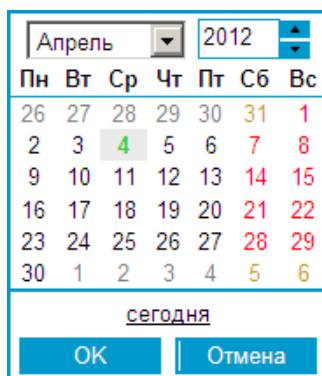 Апрель 2012
Пн Вт Ср Чт Пт Сб Вс
26 27 28 29 30 31 1
2 3 4 5 6 7 8
9 10 11 12 13 14 15
16 17 18 19 20 21 22
23 24 25 26 27 28 29
30 1 2 3 4 5 6
сегодня
OK Отмена